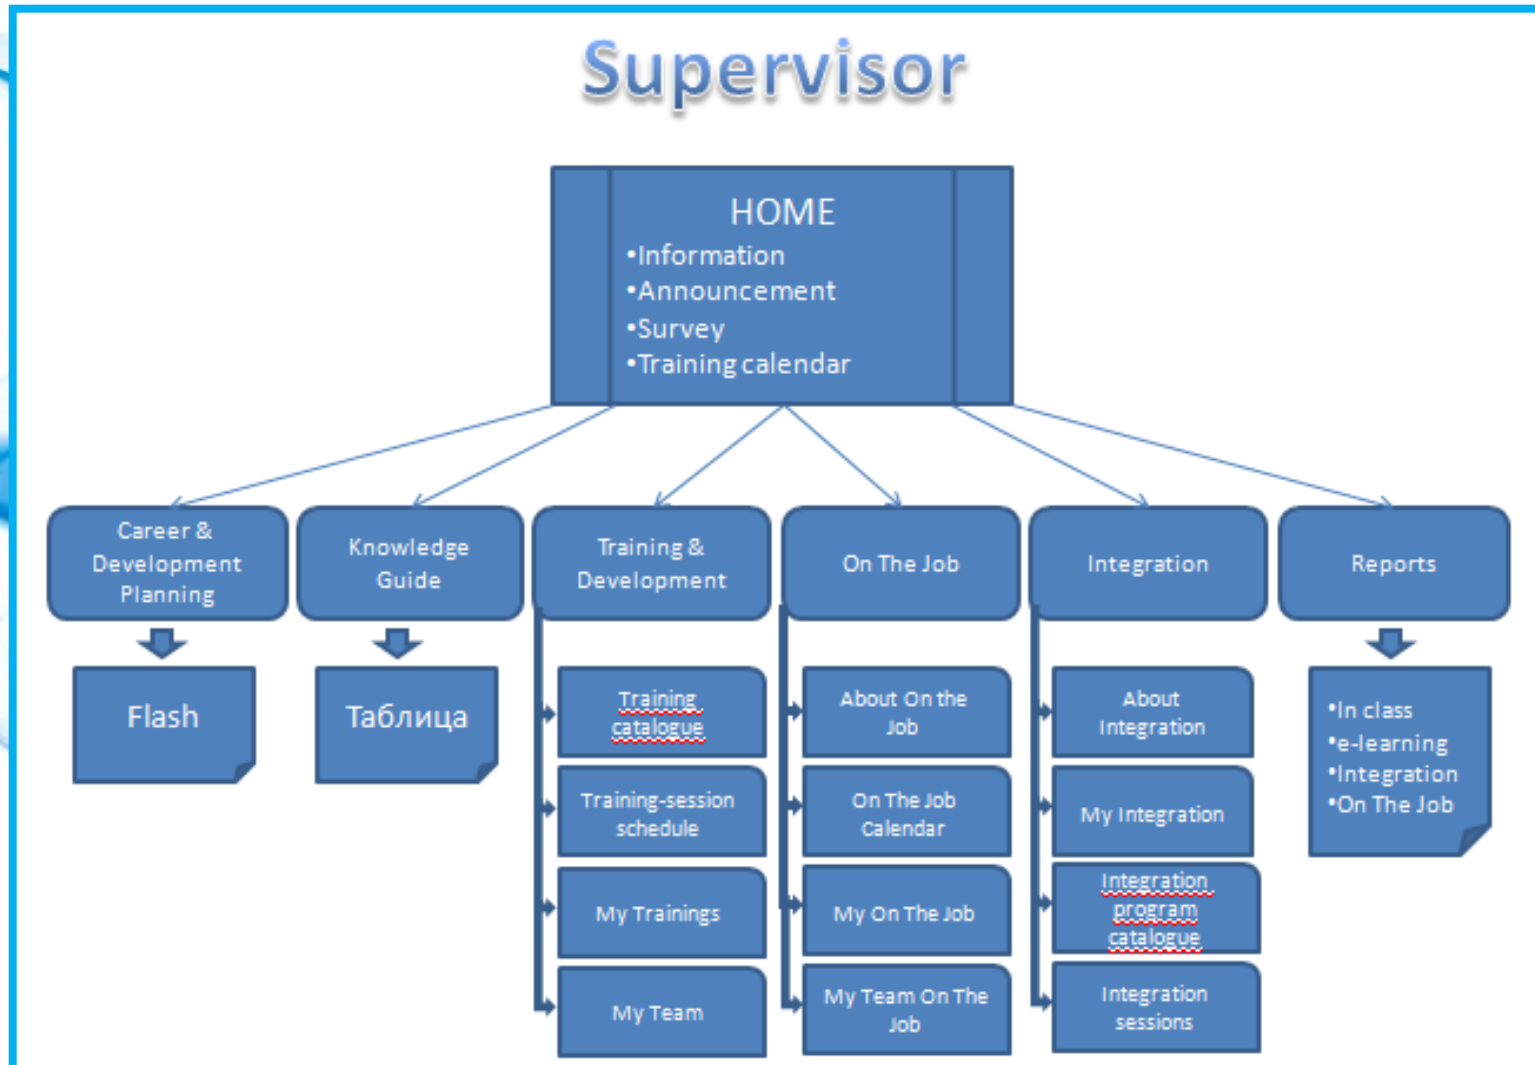 Supervisor
HOME
•Information
•Announcement
•Survey
•Training calendar
Career &
Development
Planning
Knowledge
Guide
Training &
Development
On The Job
Integration
Reports
Flash
Таблица
Training
catalogue
Training-session
schedule
My Trainings
My Team
About On the
Job
On The Job
Calendar
My On The Job
My Team On The
Job
About
Integration
My Integration
Integration
program
catalogue
Integration
sessions
•In class
•e-learning
•Integration
•On The Job